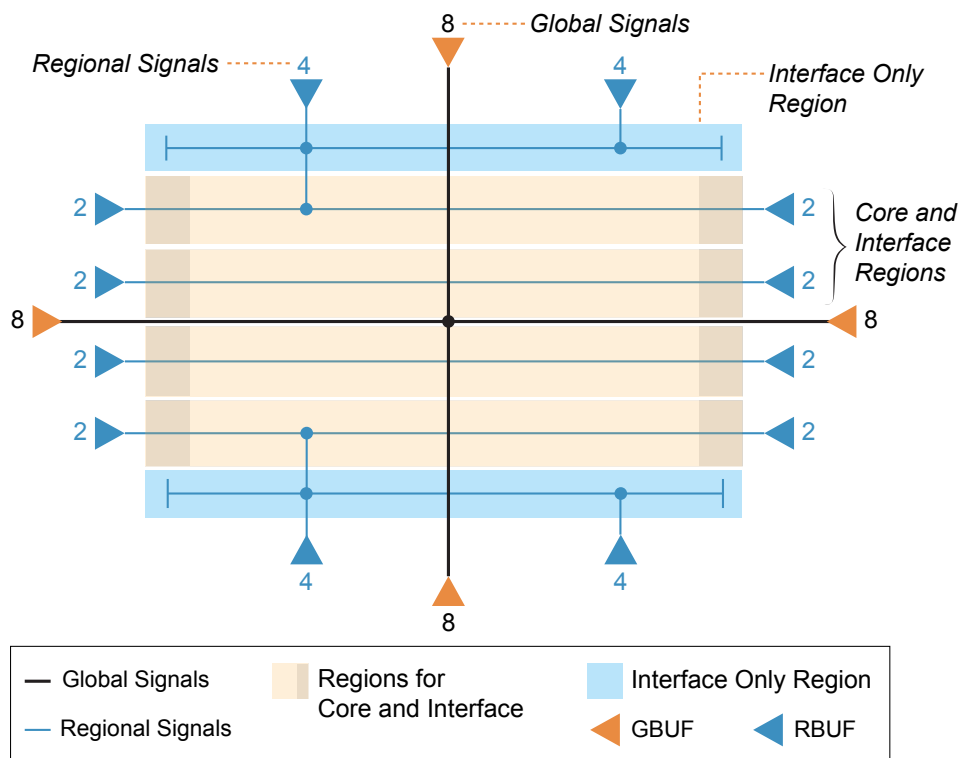 8 Global Signals
Regional Signals 4 4
Interface Only
Region
2 2
Core and
Interface
Regions
2 2
8 8
2 2
2 2
4 4
8
Global Signals
Regional Signals
Regions for
Core and Interface
Interface Only Region
GBUF RBUF